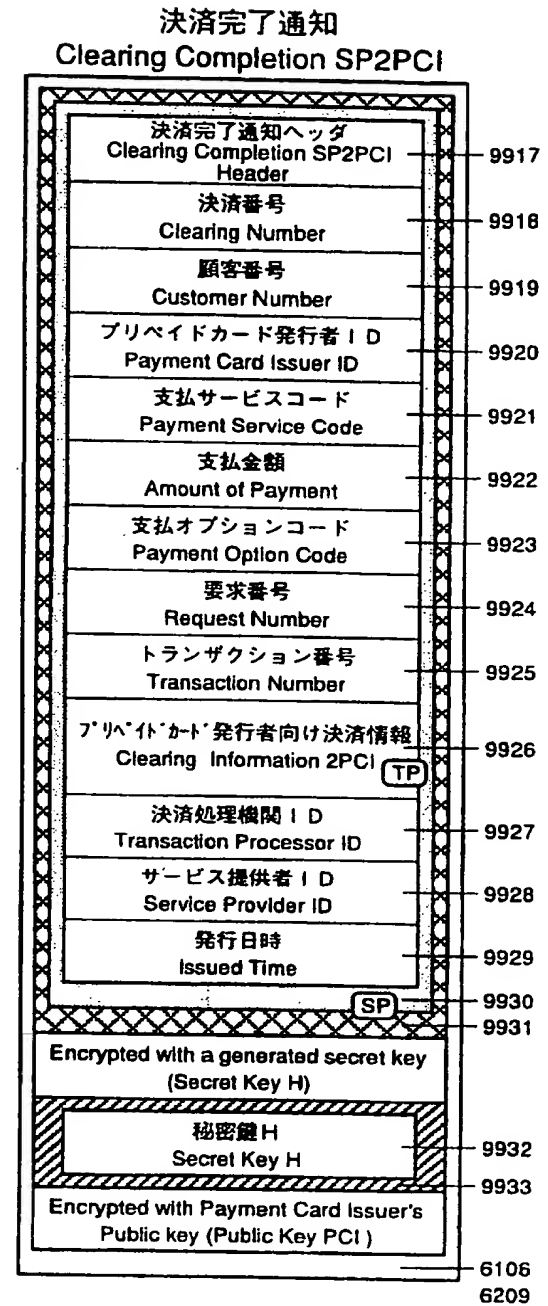 決済完了通知
Clearing Completion SP2PCI
決済完了通知ヘッダ
Clearing Completion SP2PCI
Header
9917
決済番号
Clearing Number
9918
顧客番号
Customer Number
9919
プリペイドカード発行者ID
Payment Card Issuer ID
9920
支払サービスコード
Payment Service Code
9921
支払金額
Amount of Payment
9922
支払オプションコード
Payment Option Code
9923
要求番号
Request Number
9924
トランザクション番号
Transaction Number
9925
プリペイドカード発行者向け決済情報
Clearing Information 2PCI
9926
TP
決済処理機関ID
Transaction Processor ID
9927
サービス提供者ID
Service Provider ID
9928
発行日時
Issued Time
9929
SP
9930
9931
Encrypted with a generated secret key
(Secret Key H)
秘密鍵H
Secret Key H
9932
9933
Encrypted with Payment Card Issuer's
Public key (Public Key PCI )
6106
6209